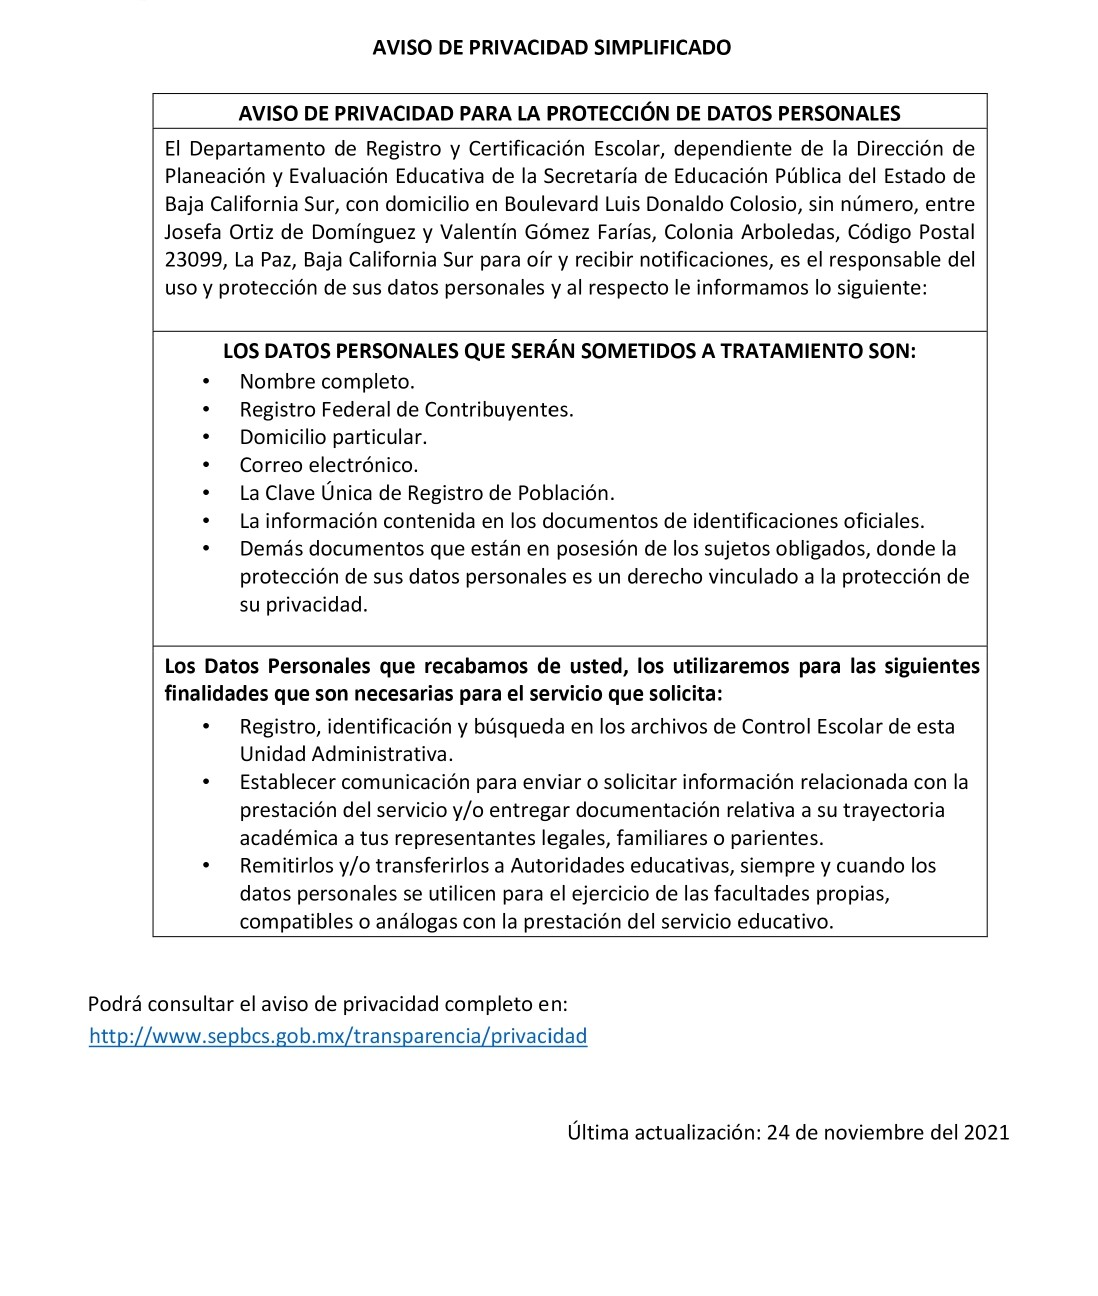 AVISO DE PRIVACIDAD SIMPLIFICADO
AVISO DE PRIVACIDAD PARA LA PROTECCIÓN DE DATOS PERSONALES
El Departamento de Registro y Certificación Escolar, dependiente de la Dirección de
Planeación y Evaluación Educativa de la Secretaría de Educación Pública del Estado de
Baja California Sur, con domicilio en Boulevard Luis Donaldo Colosio, sin número, entre
Josefa Ortiz de Domínguez y Valentín Gómez Farías, Colonia Arboledas, Código Postal
23099, La Paz, Baja California Sur para oír y recibir notificaciones, es el responsable del
uso y protección de sus datos personales y al respecto le informamos lo siguiente:
LOS DATOS PERSONALES QUE SERÁN SOMETIDOS A TRATAMIENTO SON:
• Nombre completo.
• Registro Federal de Contribuyentes.
• Domicilio particular.
• Correo electrónico.
• La Clave Única de Registro de Población.
• La información contenida en los documentos de identificaciones oficiales.
• Demás documentos que están en posesión de los sujetos obligados, donde la
protección de sus datos personales es un derecho vinculado a la protección de
su privacidad.
Los Datos Personales que recabamos de usted, los utilizaremos para las siguientes
finalidades que son necesarias para el servicio que solicita:
• Registro, identificación y búsqueda en los archivos de Control Escolar de esta
Unidad Administrativa.
• Establecer comunicación para enviar o solicitar información relacionada con la
prestación del servicio y/o entregar documentación relativa a su trayectoria
académica a tus representantes legales, familiares o parientes.
• Remitirlos y/o transferirlos a Autoridades educativas, siempre y cuando los
datos personales se utilicen para el ejercicio de las facultades propias,
compatibles o análogas con la prestación del servicio educativo.
Podrá consultar el aviso de privacidad completo en:
http://www.sepbcs.gob.mx/transparencia/privacidad
Última actualización: 24 de noviembre del 2021